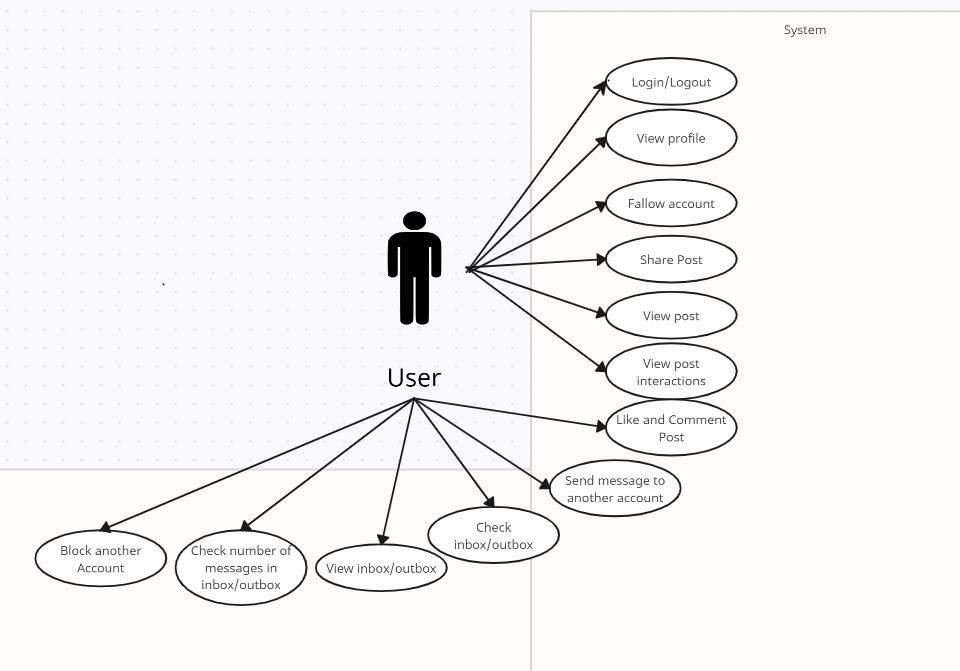 System
Login/Logout
View profile
Fallow account
Share Post
View post
View post
interactions
User
Like and Comment
Post
Send message to
another account
Check
inbox/outbox
View inbox/outbox
Check number of
messages in
inbox/outbox
Block another
Account